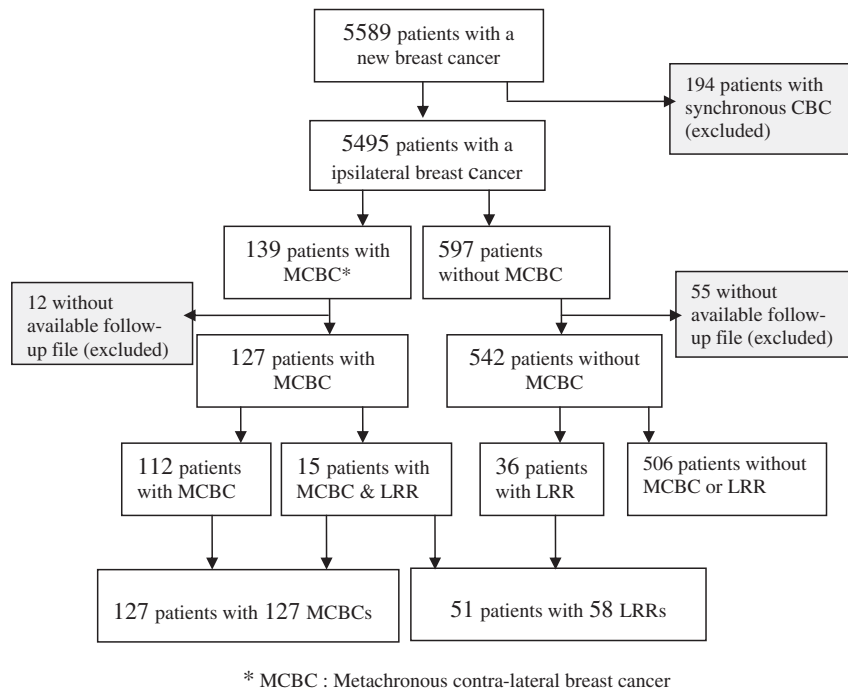 5589 patients with a
new breast cancer
194 patients with
synchronous CBC
(excluded)
5495 patients with a
ipsilateral breast cancer
139 patients with
MCBC*
597 patients
without MCBC
12 without
available follow-
up file (excluded)
55 without
available follow-
up file (excluded)
127 patients with
MCBC
542 patients without
MCBC
112 patients
with MCBC
15 patients with
MCBC & LRR
36 patients
with LRR
506 patients without
MCBC or LRR
127 patients with 127 MCBCs
51 patients with 58 LRRs
* MCBC : Metachronous contra-lateral breast cancer